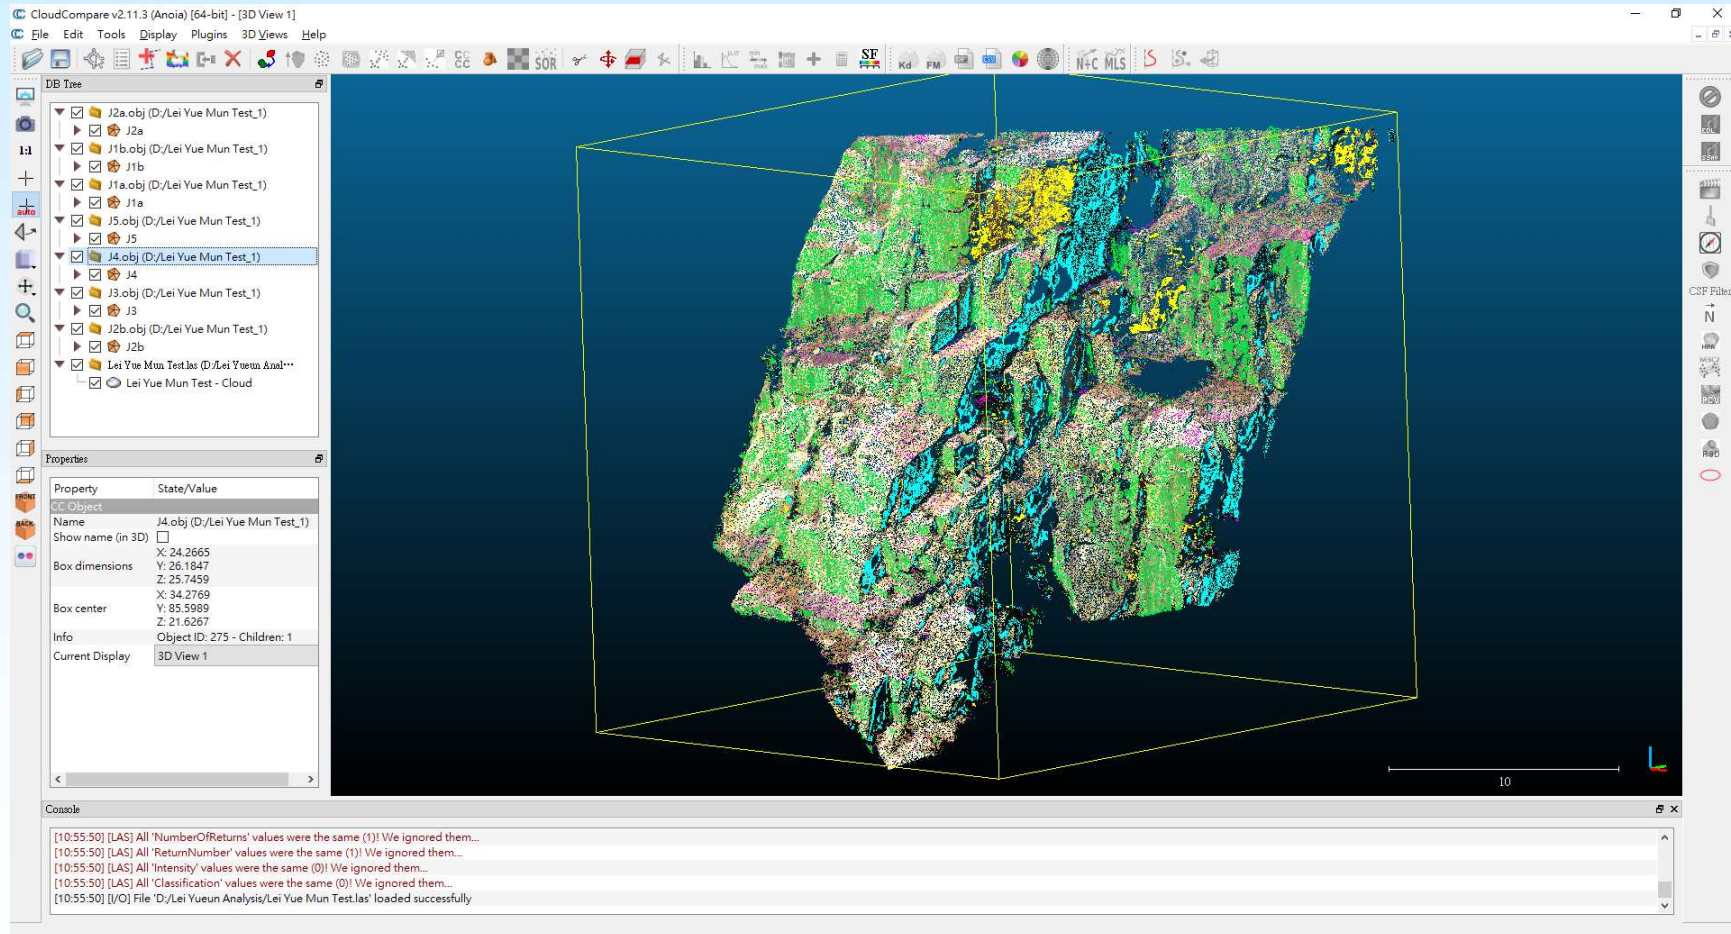 CloudCompare v2.11.3 (Anoia) [64-bit] - [3D View 1]
File Edit Tools Display Plugins 3D Views Help
SOR SF Kd FM CSV N+C MLS
DB Tree
J2a.obj (D:/Lei Yue Mun Test_1)
J2a
J1b.obj (D:/Lei Yue Mun Test_1)
J1b
J1a.obj (D:/Lei Yue Mun Test_1)
J1a
J5.obj (D:/Lei Yue Mun Test_1)
J5
J4.obj (D:/Lei Yue Mun Test_1)
J4
J3.obj (D:/Lei Yue Mun Test_1)
J3
J2b.obj (D:/Lei Yue Mun Test_1)
J2b
Lei Yue Mun Test.las (D:/Lei Yueun Anal···
Lei Yue Mun Test - Cloud
1:1
auto
FRONT
BACK
Properties
Property State/Value
CC Object
Name J4.obj (D:/Lei Yue Mun Test_1)
Show name (in 3D)
Box dimensions X: 24.2665
Y: 26.1847
Z: 25.7459
Box center X: 34.2769
Y: 85.5989
Z: 21.6267
Info Object ID: 275 - Children: 1
Current Display 3D View 1
10
CSF Filter
N
HPR
M3C2
PCV
Console
[10:55:50] [LAS] All 'NumberOfReturns' values were the same (1)! We ignored them...
[10:55:50] [LAS] All 'ReturnNumber' values were the same (1)! We ignored them...
[10:55:50] [LAS] All 'Intensity' values were the same (0)! We ignored them...
[10:55:50] [LAS] All 'Classification' values were the same (0)! We ignored them...
[10:55:50] [I/O] File 'D:/Lei Yueun Analysis/Lei Yue Mun Test.las' loaded successfully